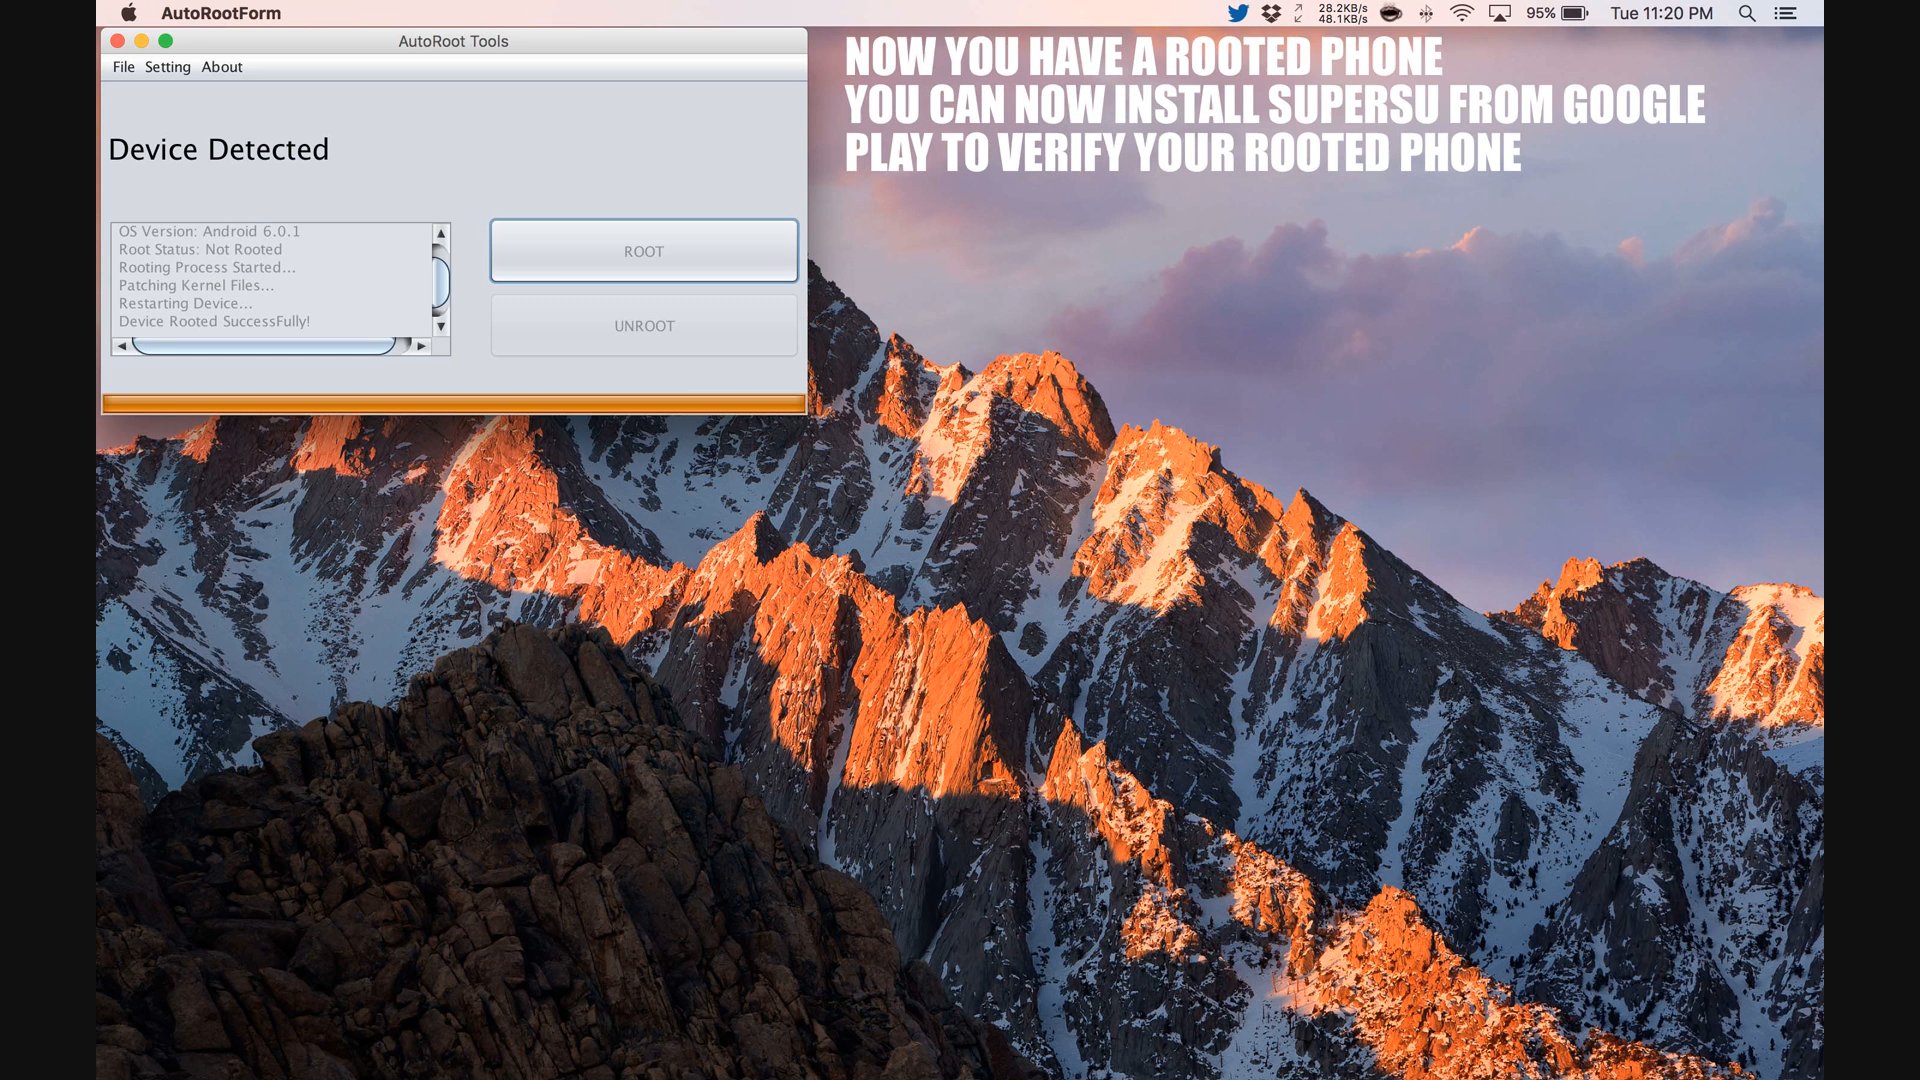 AutoRootForm
28.2KB/s
48.1KB/s
95%
Tue 11:20 PM
AutoRoot Tools
File Setting About
Device Detected
OS Version: Android 6.0.1
Root Status: Not Rooted
Rooting Process Started...
Patching Kernel Files...
Restarting Device...
Device Rooted SuccessFully!
ROOT
UNROOT
NOW YOU HAVE A ROOTED PHONE
YOU CAN NOW INSTALL SUPERSU FROM GOOGLE
PLAY TO VERIFY YOUR ROOTED PHONE